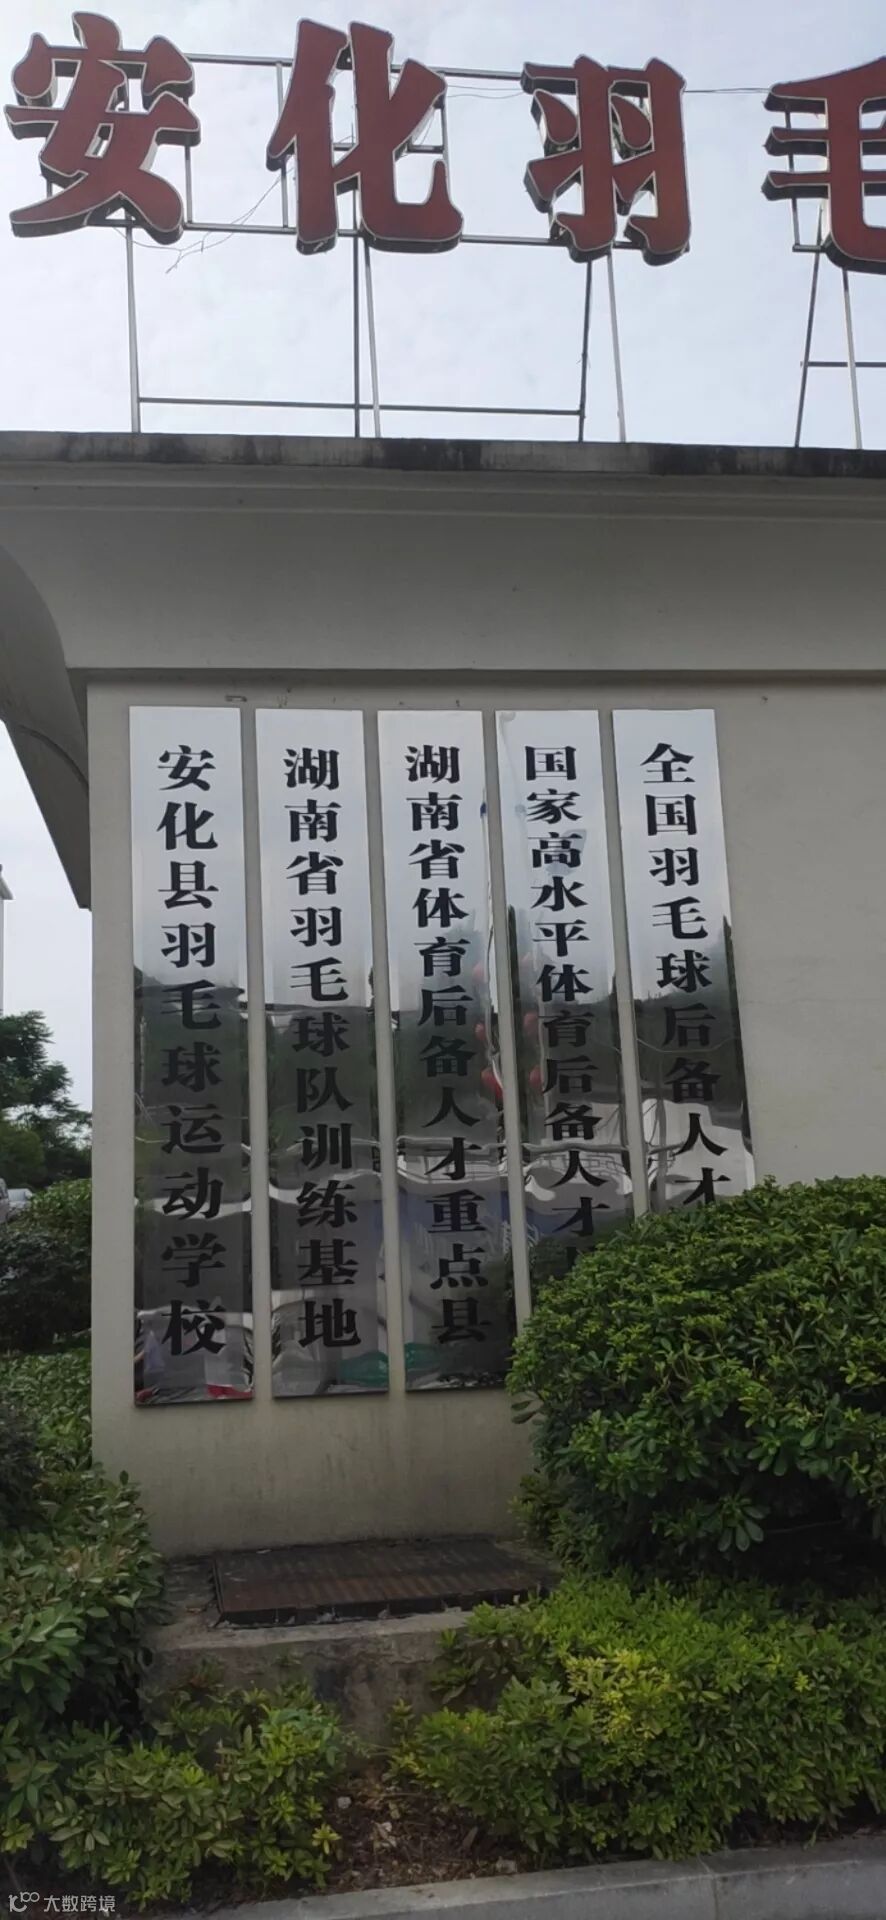 安化羽毛
安化县羽毛球运动学校
湖南省羽毛球队训练基地
湖南省体育后备人才重点县
国家高水平体育后备人才
全国羽毛球后备人才
大数跨境